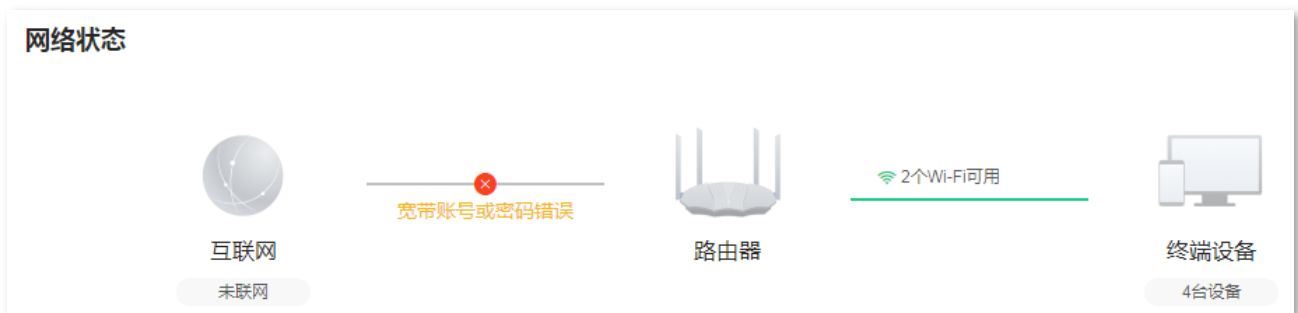 网络状态
2个Wi-Fi可用
宽带账号或密码错误
互联网
路由器
终端设备
未联网
4台设备